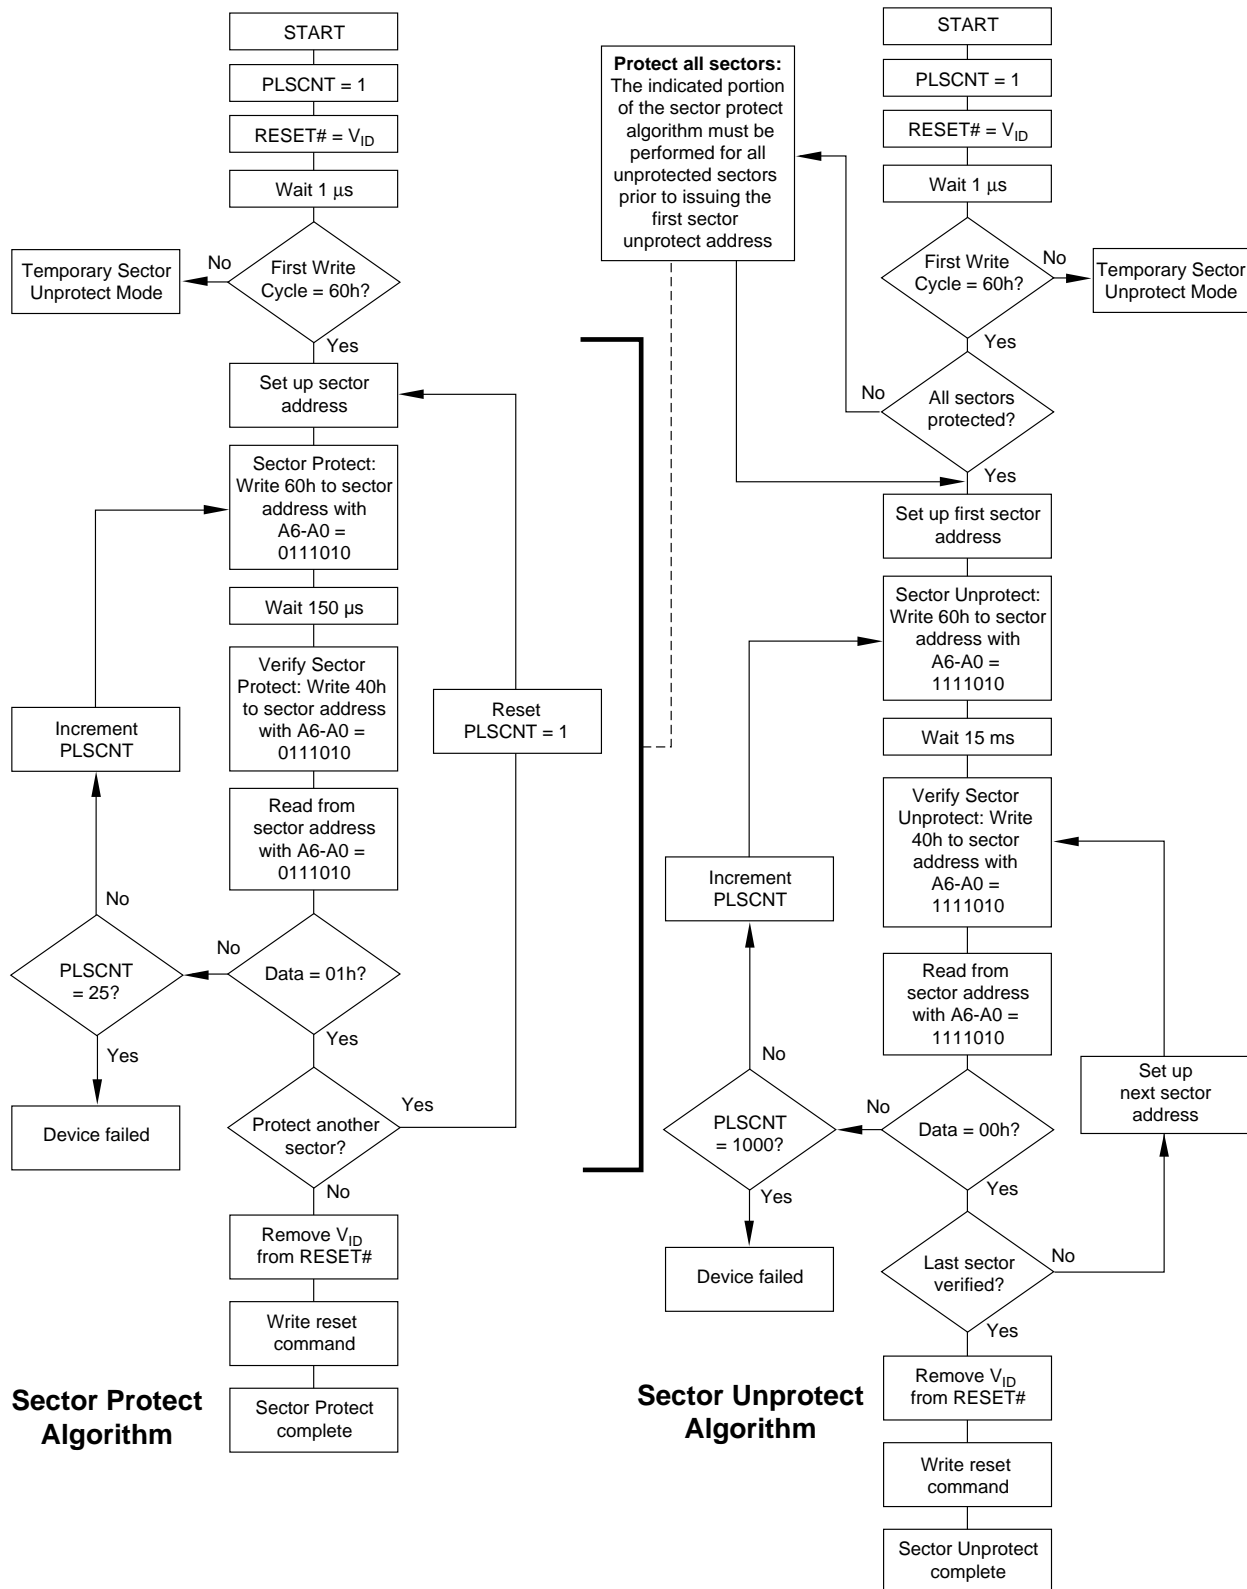 START
PLSCNT = 1
RESET# = VID
Wait 1 μs
First Write
Cycle = 60h?
No
Temporary Sector
Unprotect Mode
Yes
Set up sector
address
Sector Protect:
Write 60h to sector
address with
A6-A0 =
0111010
Wait 150 µs
Verify Sector
Protect: Write 40h
to sector address
with A6-A0 =
0111010
Increment
PLSCNT
Reset
PLSCNT = 1
Read from
sector address
with A6-A0 =
0111010
No
No
PLSCNT
= 25?
Data = 01h?
Yes
Yes
Device failed
Protect another
sector?
Yes
No
Remove VID
from RESET#
Write reset
command
Sector Protect
complete
Sector Protect
Algorithm
Protect all sectors:
The indicated portion
of the sector protect
algorithm must be
performed for all
unprotected sectors
prior to issuing the
first sector
unprotect address
START
PLSCNT = 1
RESET# = VID
Wait 1 μs
First Write
Cycle = 60h?
No
Temporary Sector
Unprotect Mode
Yes
No
All sectors
protected?
Yes
Set up first sector
address
Sector Unprotect:
Write 60h to sector
address with
A6-A0 =
1111010
Wait 15 ms
Verify Sector
Unprotect: Write
40h to sector
address with
A6-A0 =
1111010
Increment
PLSCNT
Read from
sector address
with A6-A0 =
1111010
No
No
Set up
next sector
address
PLSCNT
= 1000?
Data = 00h?
Yes
Yes
Device failed
Last sector
verified?
No
Yes
Remove VID
from RESET#
Write reset
command
Sector Unprotect
complete
Sector Unprotect
Algorithm